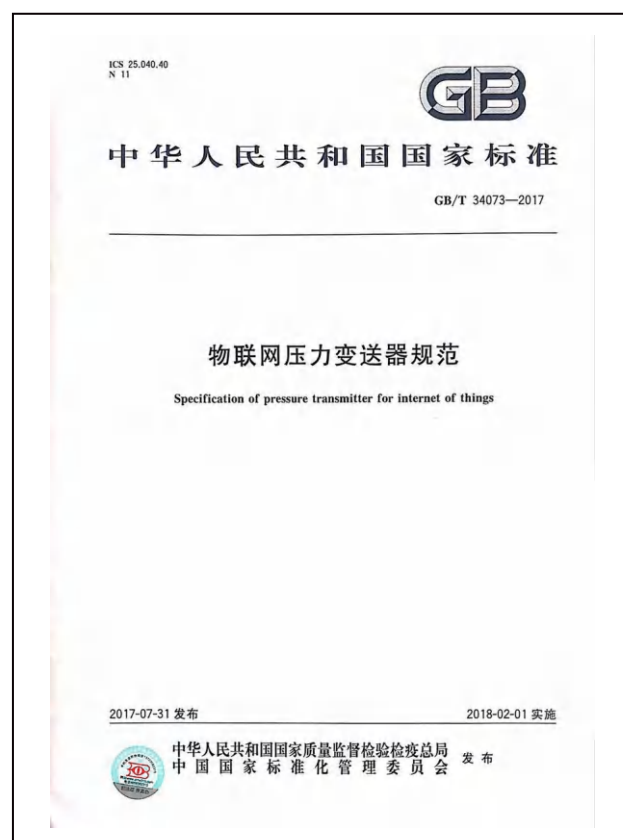 ICS 25.040.40
N 11
GB
中华人民共和国国家标准
GB/T 34073—2017
物联网压力变送器规范
Specification of pressure transmitter for internet of things
2017-07-31 发布
2018-02-01 实施
中华人民共和国国家质量监督检验检疫总局
中国国家标准化管理委员会
发布